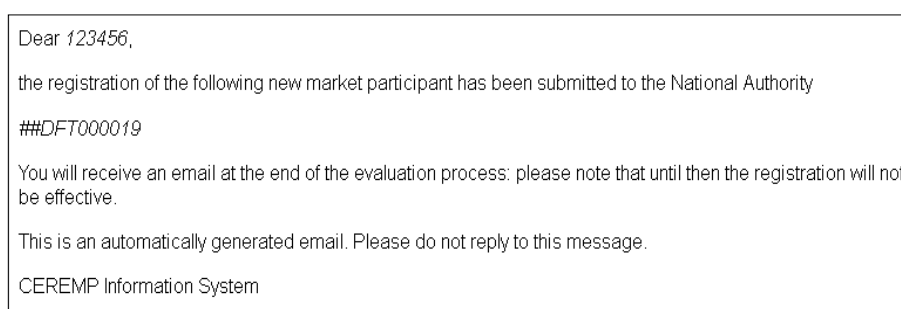 Dear 123456,
the registration of the following new market participant has been submitted to the National Authority
##DFT000019
You will receive an email at the end of the evaluation process: please note that until then the registration will not
be effective.
This is an automatically generated email. Please do not reply to this message.
CEREMP Information System